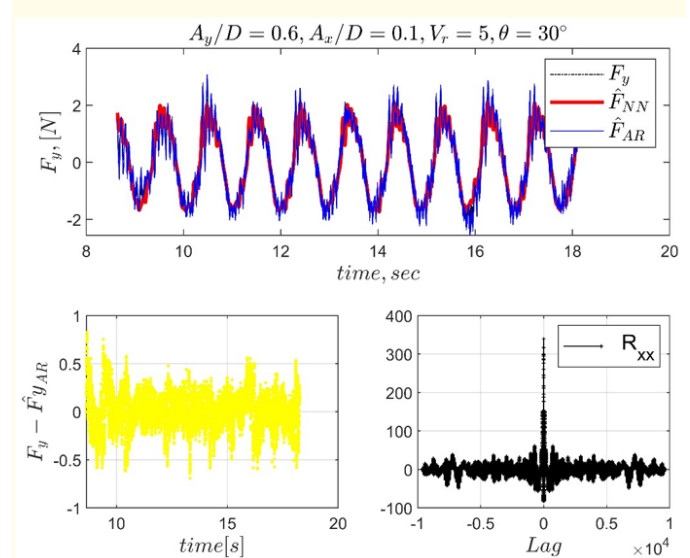 A_y/D = 0.6, A_x/D = 0.1, V_r = 5, θ = 30°
4
2
0
-2
F_y, [N]
F_y
F̂_NN
F̂_AR
8 10 12 14 16 18 20
time, sec
1
0.5
0
-0.5
-1
F_y − F̂y_AR
10 15 20
time[s]
400
300
200
100
0
-100
R_xx
-1 -0.5 0 0.5 1
×10^4
Lag